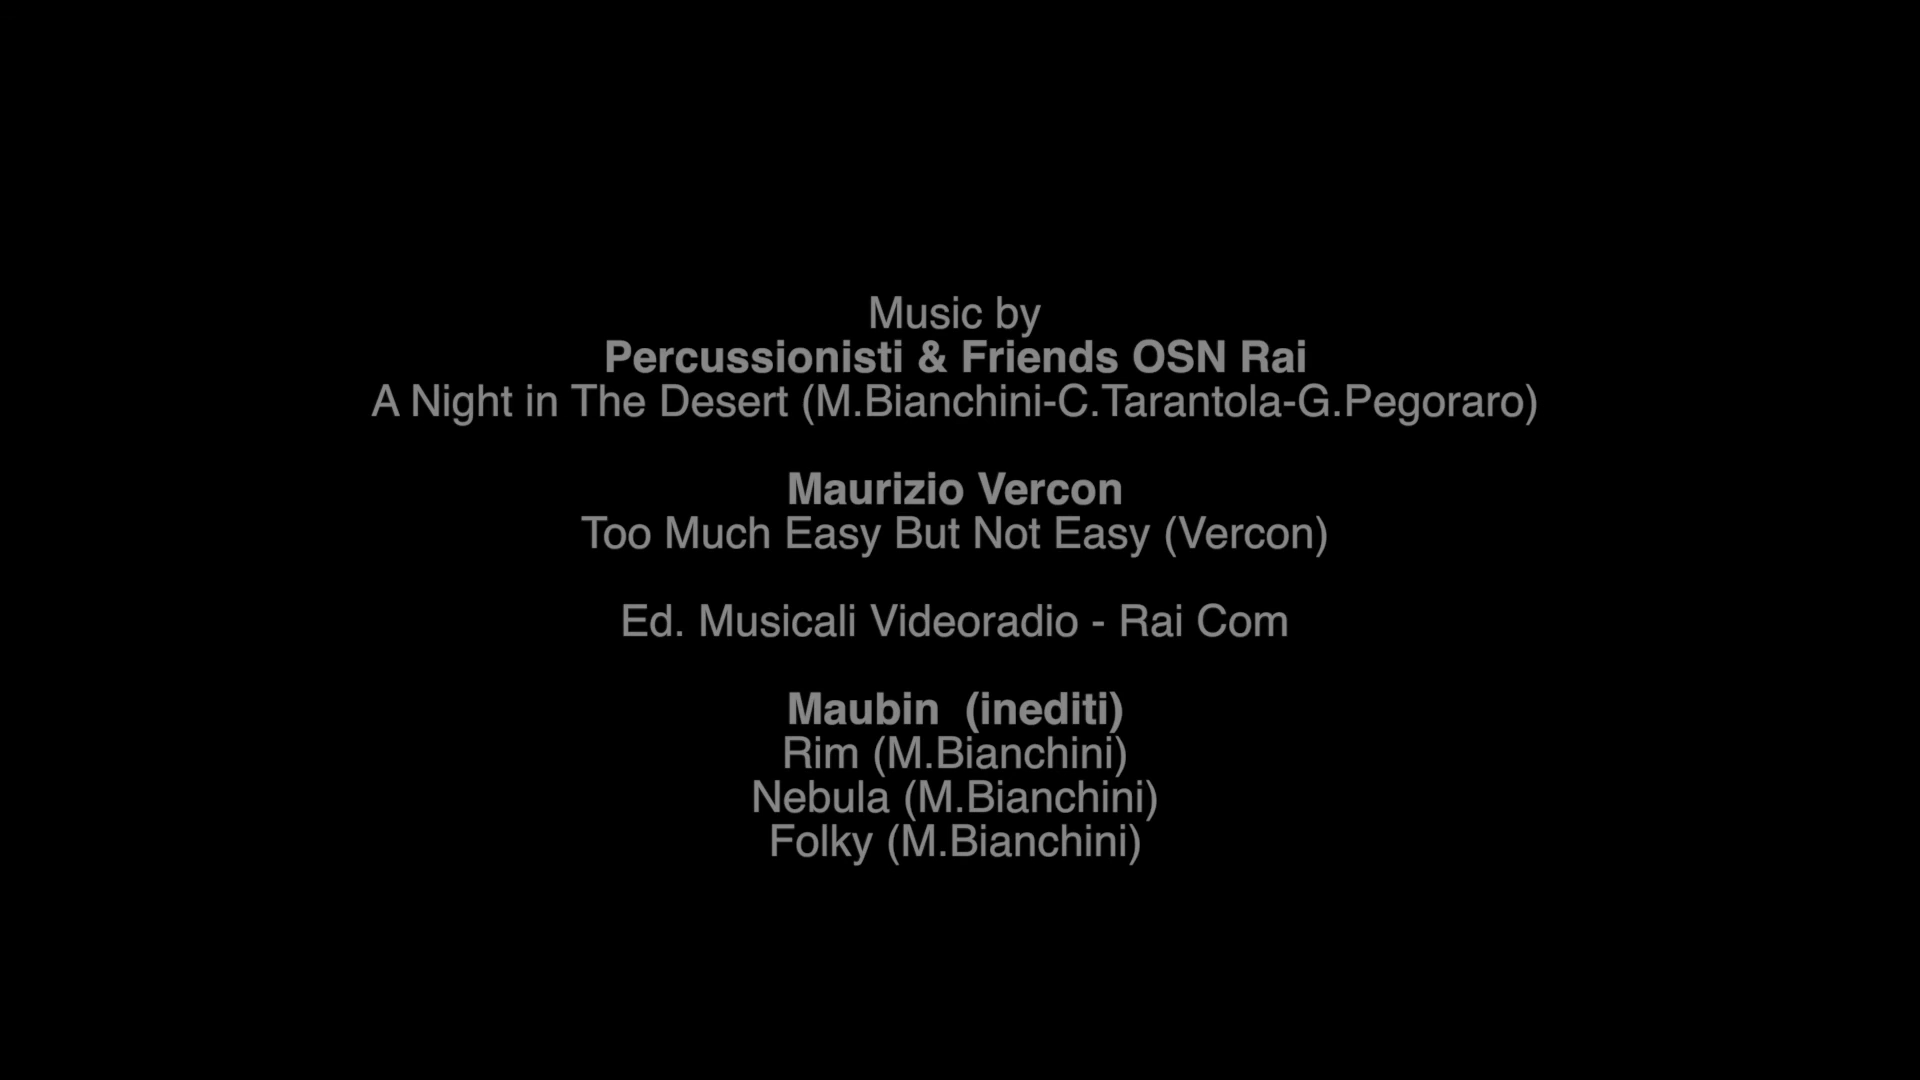 Music by
Percussionisti & Friends OSN Rai
A Night in The Desert (M.Bianchini-C.Tarantola-G.Pegoraro)
Maurizio Vercon
Too Much Easy But Not Easy (Vercon)
Ed. Musicali Videoradio - Rai Com
Maubin  (inediti)
Rim (M.Bianchini)
Nebula (M.Bianchini)
Folky (M.Bianchini)